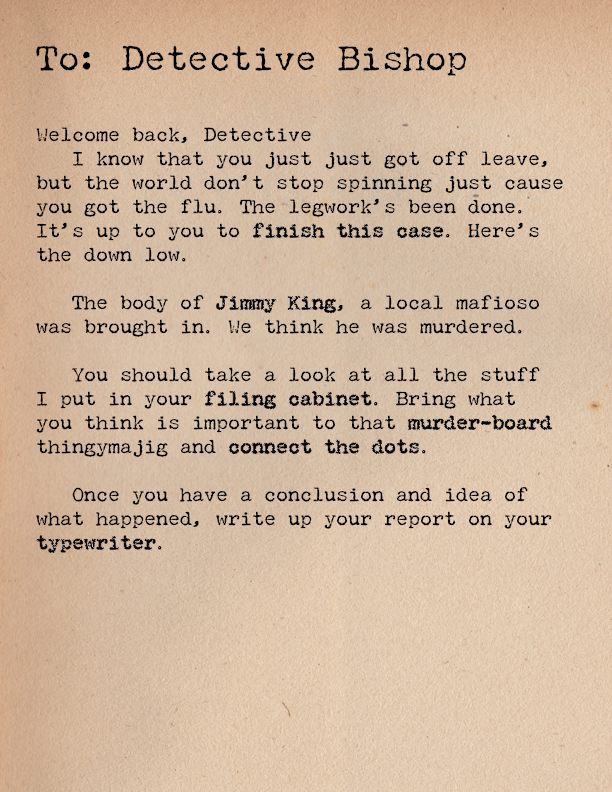 To: Detective Bishop
Welcome back, Detective
I know that you just just got off leave,
but the world don't stop spinning just cause
you got the flu. The legwork's been done.
It's up to you to finish this case. Here's
the down low.
The body of Jimmy King, a local mafioso
was brought in. We think he was murdered.
You should take a look at all the stuff
I put in your filing cabinet. Bring what
you think is important to that murder-board
thingymajig and connect the dots.
Once you have a conclusion and idea of
what happened, write up your report on your
typewriter.